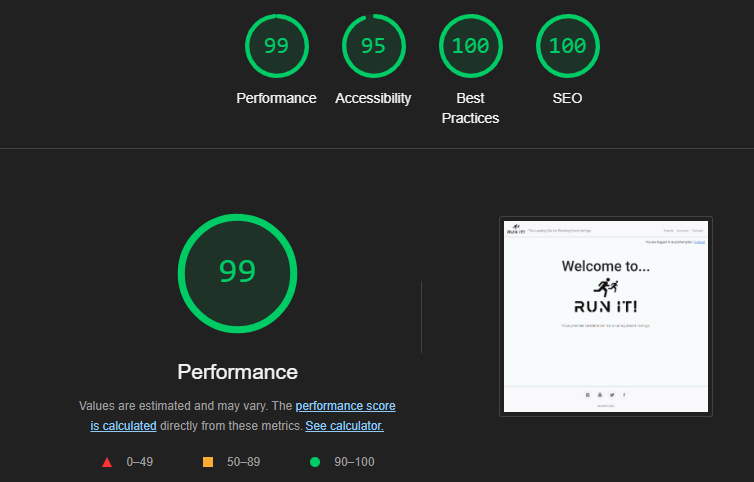 99 95 100 100
Performance Accessibility Best Practices SEO
99
Performance
Values are estimated and may vary. The performance score
is calculated directly from these metrics. See calculator.
0–49 50–89 90–100
RUN IT!
Welcome to...
RUN IT!